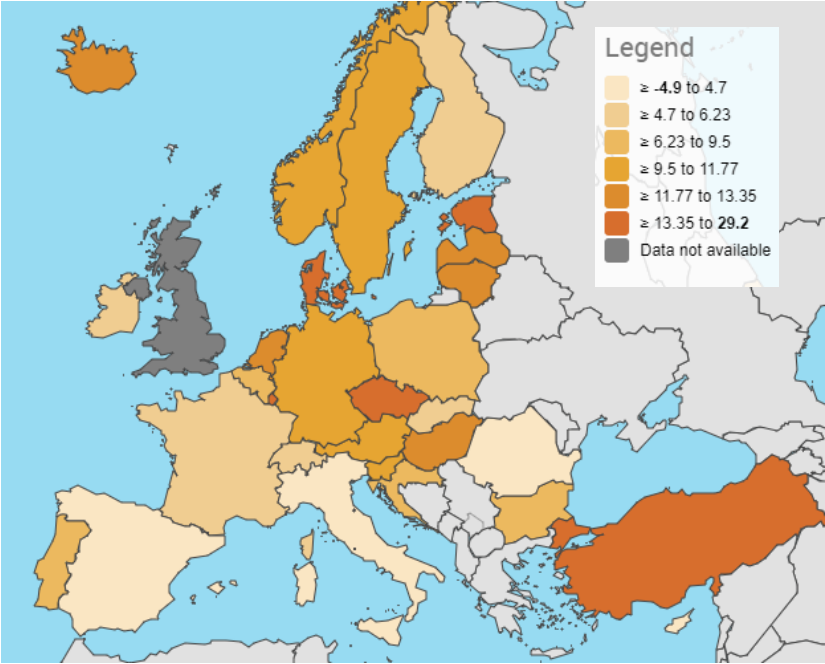 Legend
≥ -4.9 to 4.7
≥ 4.7 to 6.23
≥ 6.23 to 9.5
≥ 9.5 to 11.77
≥ 11.77 to 13.35
≥ 13.35 to 29.2
Data not available